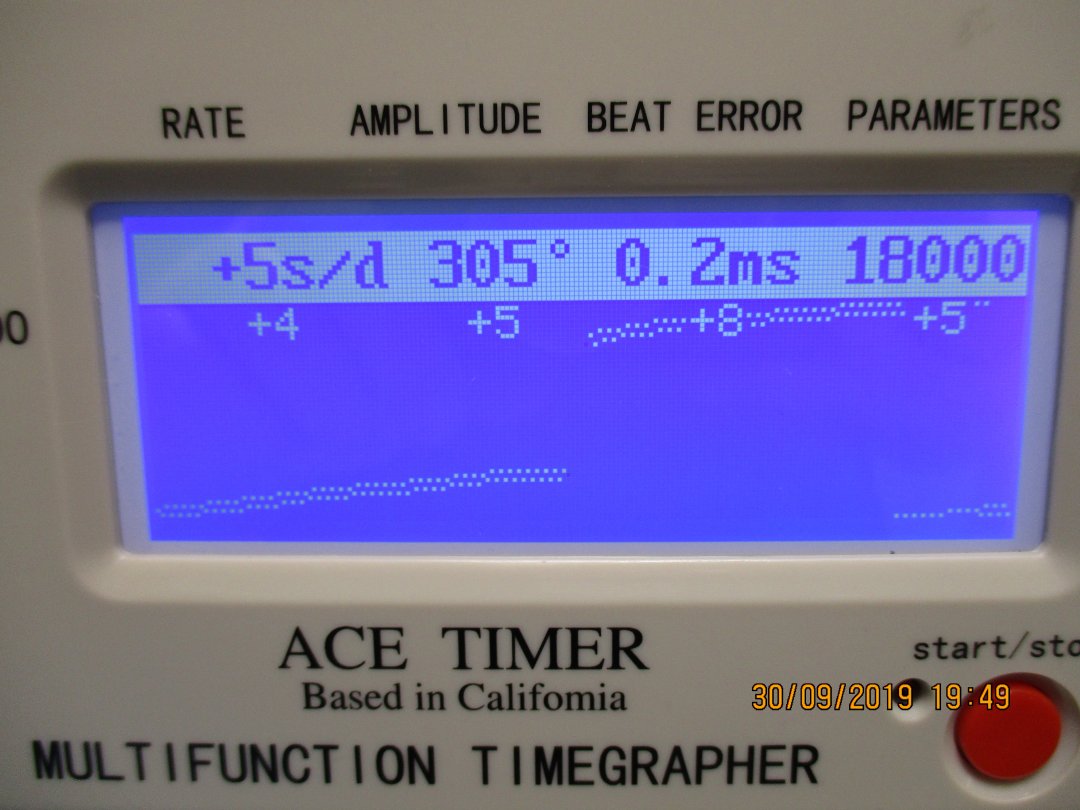 RATE AMPLITUDE BEAT ERROR PARAMETERS
+5s/d 305° 0.2ms 18000
+4 +5 +8 +5
ACE TIMER
Based in Califomia
start/sto
30/09/2019 19:49
MULTIFUNCTION TIMEGRAPHER